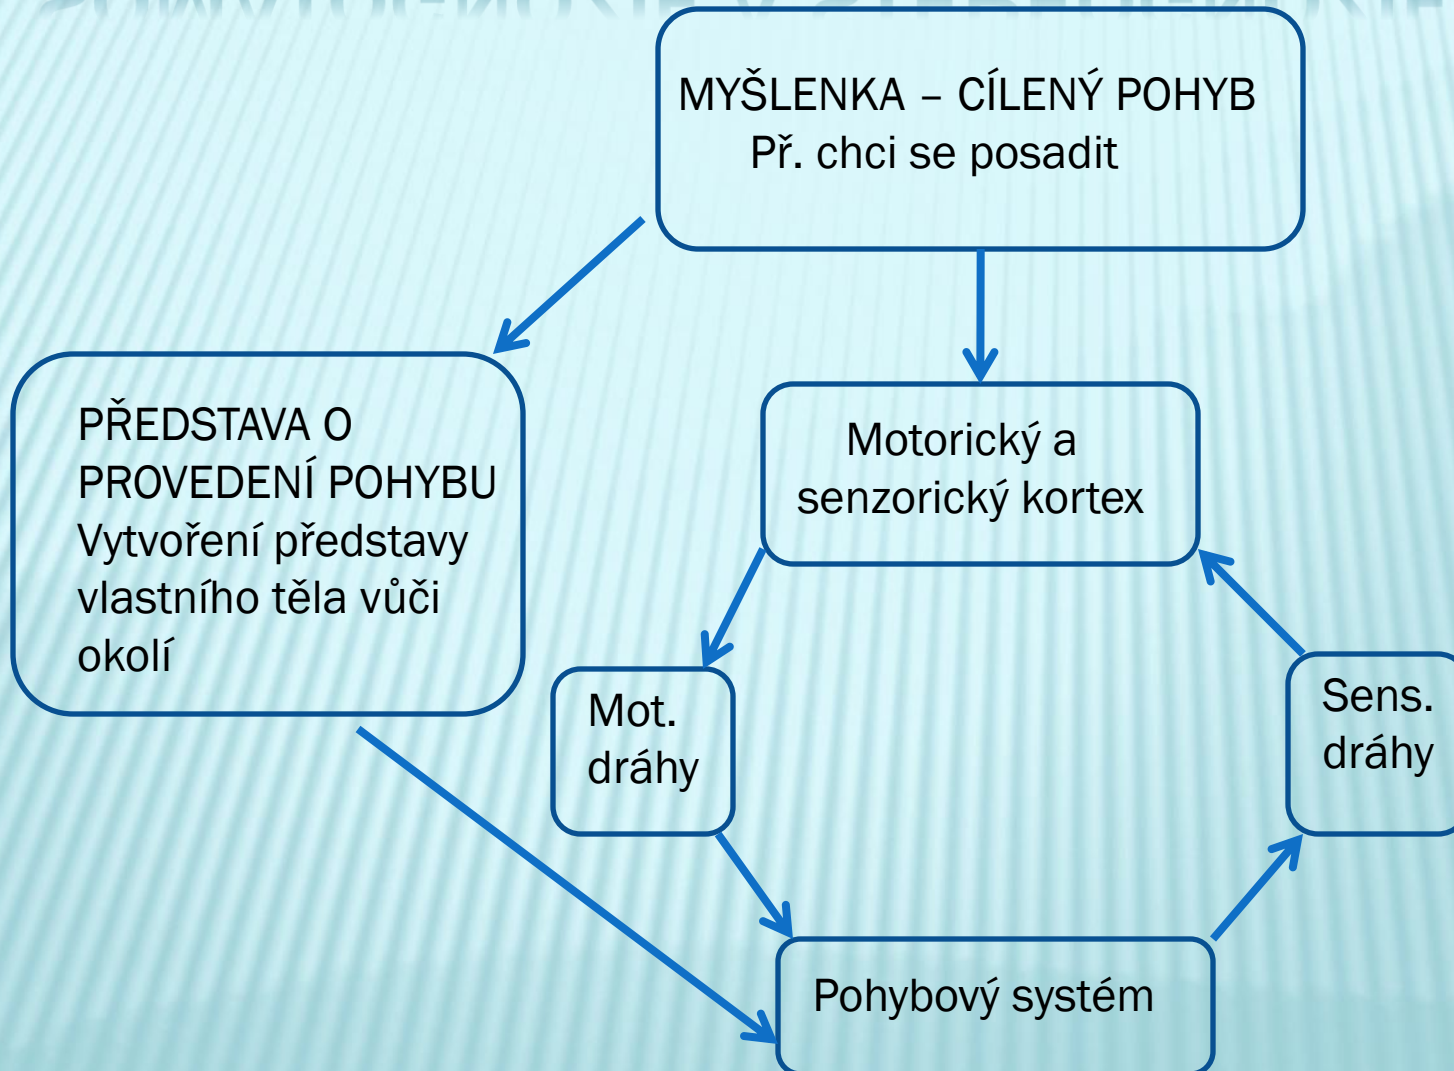 MYŠLENKA – CÍLENÝ POHYB
Př. chci se posadit
PŘEDSTAVA O
PROVEDENÍ POHYBU
Vytvoření představy
vlastního těla vůči
okolí
Motorický a
senzorický kortex
Mot.
dráhy
Sens.
dráhy
Pohybový systém